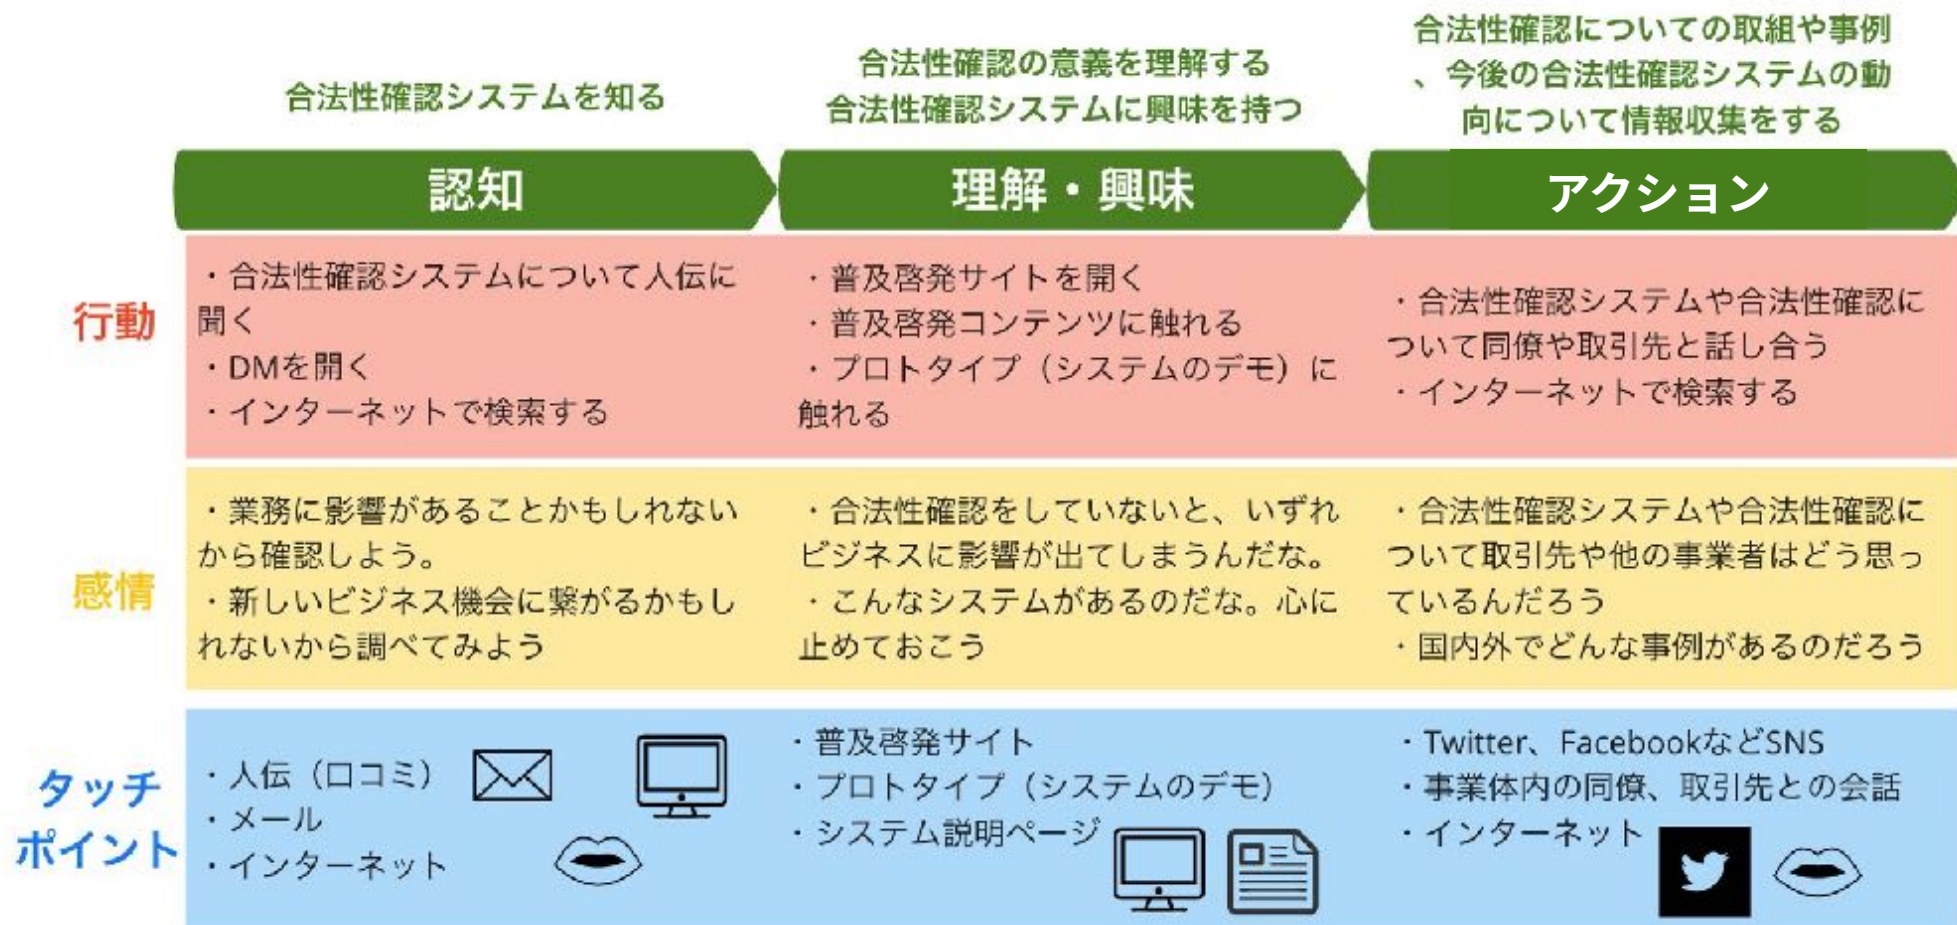 合法性確認システムを知る
合法性確認の意義を理解する
合法性確認システムに興味を持つ
合法性確認についての取組や事例
、今後の合法性確認システムの動
向について情報収集をする
認知
理解・興味
アクション
行動
・合法性確認システムについて人伝に
聞く
・DMを開く
・インターネットで検索する
・普及啓発サイトを開く
・普及啓発コンテンツに触れる
・プロトタイプ（システムのデモ）に
触れる
・合法性確認システムや合法性確認に
ついて同僚や取引先と話し合う
・インターネットで検索する
感情
・業務に影響があることかもしれない
から確認しよう。
・新しいビジネス機会に繋がるかもし
れないから調べてみよう
・合法性確認をしていないと、いずれ
ビジネスに影響が出てしまうんだな。
・こんなシステムがあるのだな。心に
止めておこう
・合法性確認システムや合法性確認に
ついて取引先や他の事業者はどう思っ
ているんだろう
・国内外でどんな事例があるのだろう
タッチ
ポイント
・人伝（口コミ）
・メール
・インターネット
・普及啓発サイト
・プロトタイプ（システムのデモ）
・システム説明ページ
・Twitter、FacebookなどSNS
・事業体内の同僚、取引先との会話
・インターネット